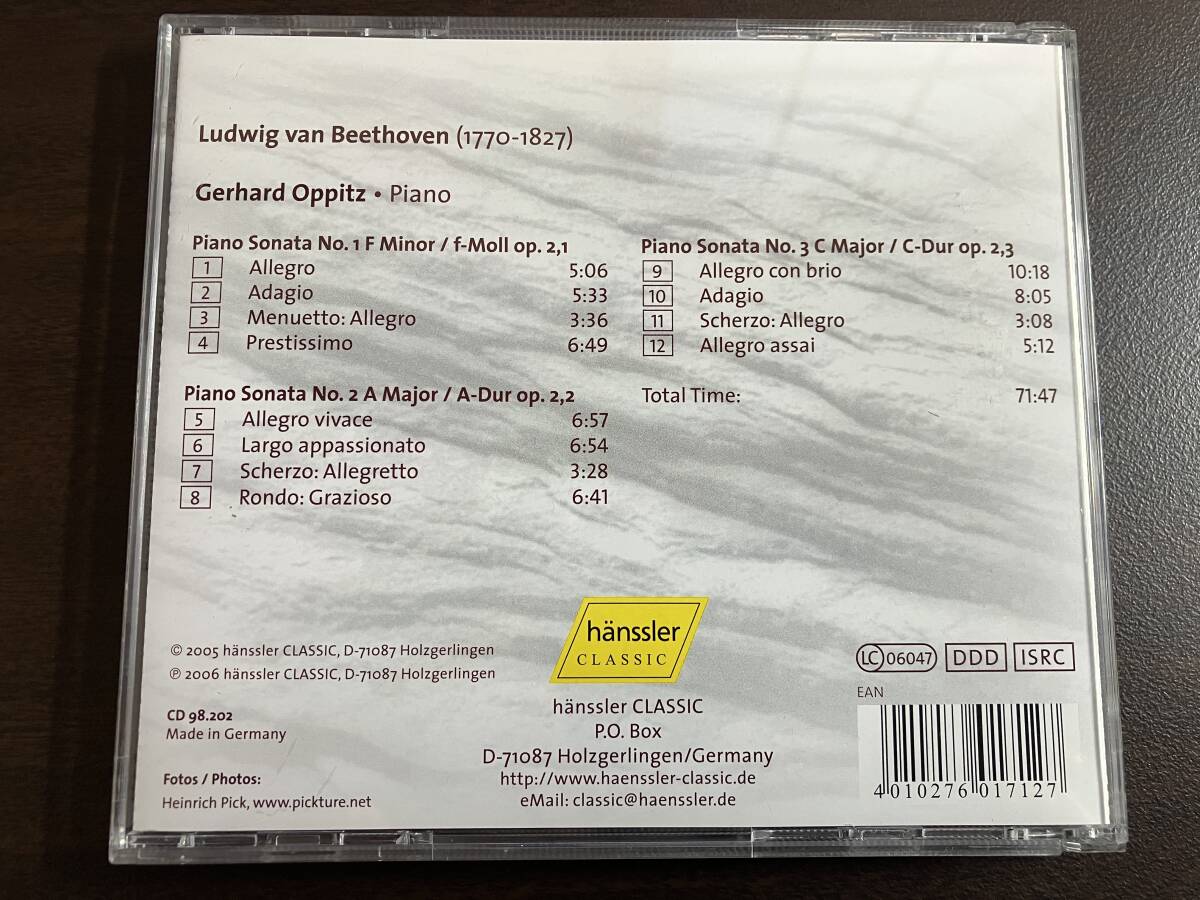 Ludwig van Beethoven (1770-1827)
Gerhard Oppitz • Piano
Piano Sonata No. 1 F Minor / f-Moll op. 2,1
1 Allegro 5:06
2 Adagio 5:33
3 Menuetto: Allegro 3:36
4 Prestissimo 6:49
Piano Sonata No. 2 A Major / A-Dur op. 2,2
5 Allegro vivace 6:57
6 Largo appassionato 6:54
7 Scherzo: Allegretto 3:28
8 Rondo: Grazioso 6:41
Piano Sonata No. 3 C Major / C-Dur op. 2,3
9 Allegro con brio 10:18
10 Adagio 8:05
11 Scherzo: Allegro 3:08
12 Allegro assai 5:12
Total Time: 71:47
© 2005 hänssler CLASSIC, D-71087 Holzgerlingen
℗ 2006 hänssler CLASSIC, D-71087 Holzgerlingen
CD 98.202
Made in Germany
Fotos / Photos:
Heinrich Pick, www.pickture.net
hänssler
CLASSIC
hänssler CLASSIC
P.O. Box
D-71087 Holzgerlingen/Germany
http://www.haenssler-classic.de
eMail: classic@haenssler.de
LC 06047 DDD ISRC
EAN
4 010276 017127